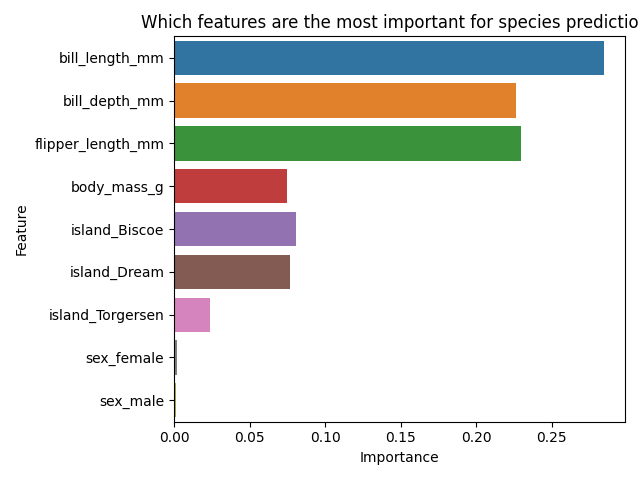 Which features are the most important for species predictio
bill_length_mm
bill_depth_mm
flipper_length_mm
body_mass_g
island_Biscoe
island_Dream
island_Torgersen
sex_female
sex_male
Feature
0.00 0.05 0.10 0.15 0.20 0.25
Importance